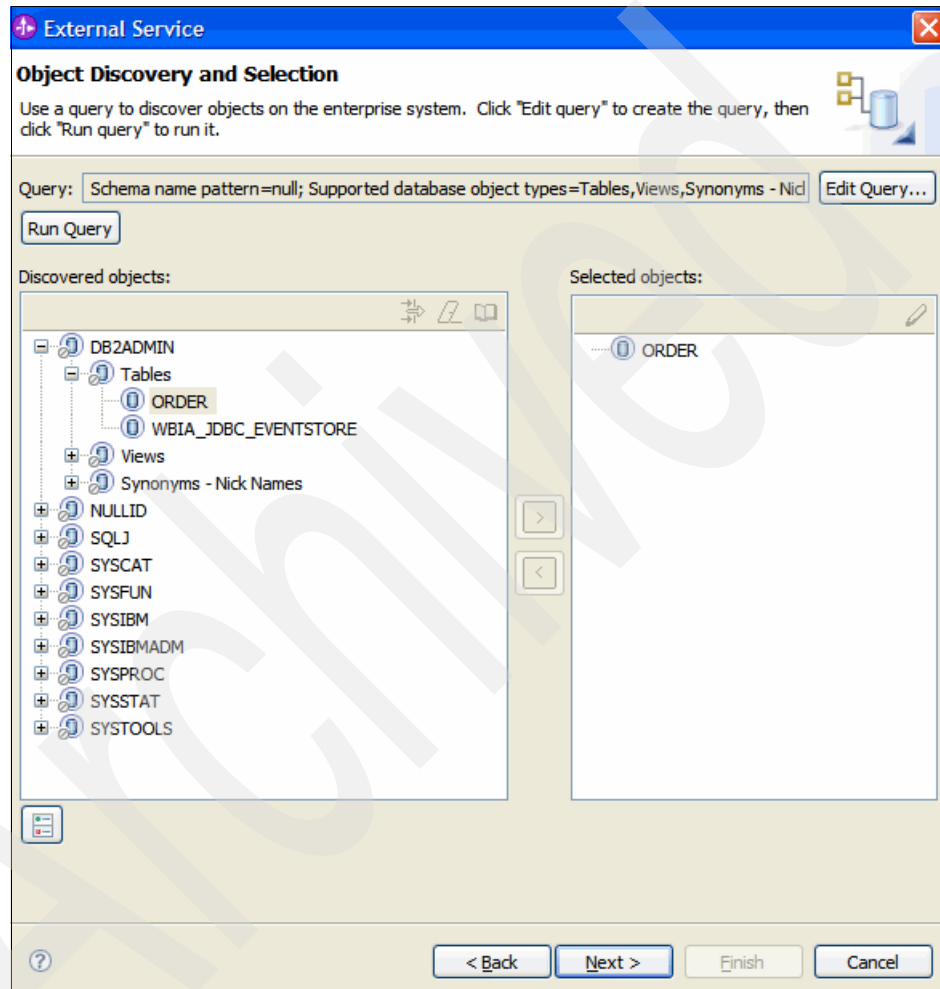 External Service
Object Discovery and Selection
Use a query to discover objects on the enterprise system. Click "Edit query" to create the query, then
click "Run query" to run it.
Query: Schema name pattern=null; Supported database object types=Tables,Views,Synonyms - Edit Query...
Run Query
Discovered objects: Selected objects:
DB2ADMIN
ORDER
Tables
ORDER
WBIA_JDBC_EVENTSTORE
Views
Synonyms - Nick Names
NULLID
SQLJ
SYSCAT
SYSFUN
SYSIBM
SYSIBMADM
SYSPROC
SYSSTAT
SYSTOOLS
< Back Next > Finish Cancel
Archived